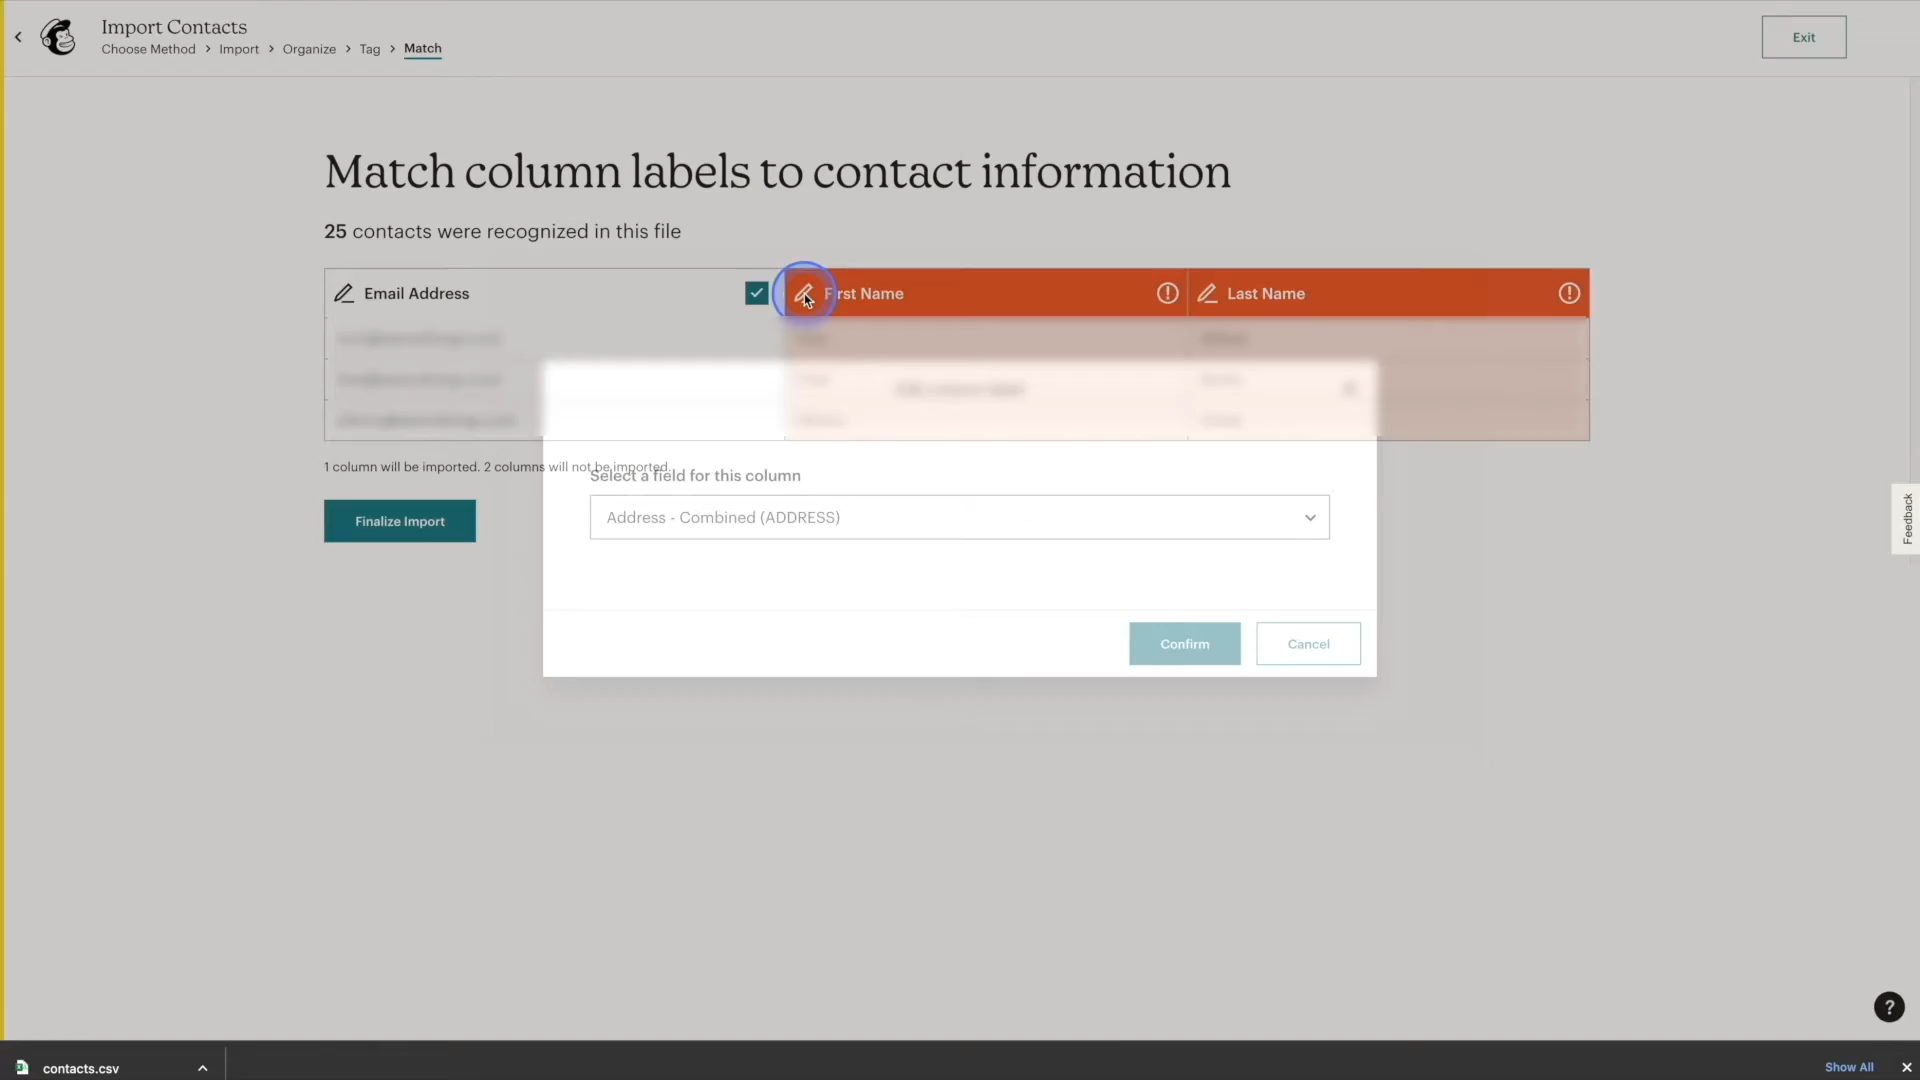 Import Contacts
Exit
Choose Method > Import > Organize > Tag > Match
Match column labels to contact information
25 contacts were recognized in this file
Email Address
First Name
Last Name
1 column will be imported. 2 columns will not be imported.
Select a field for this column
Address - Combined (ADDRESS)
Finalize Import
Feedback
Confirm
Cancel
?
contacts.csv
Show All